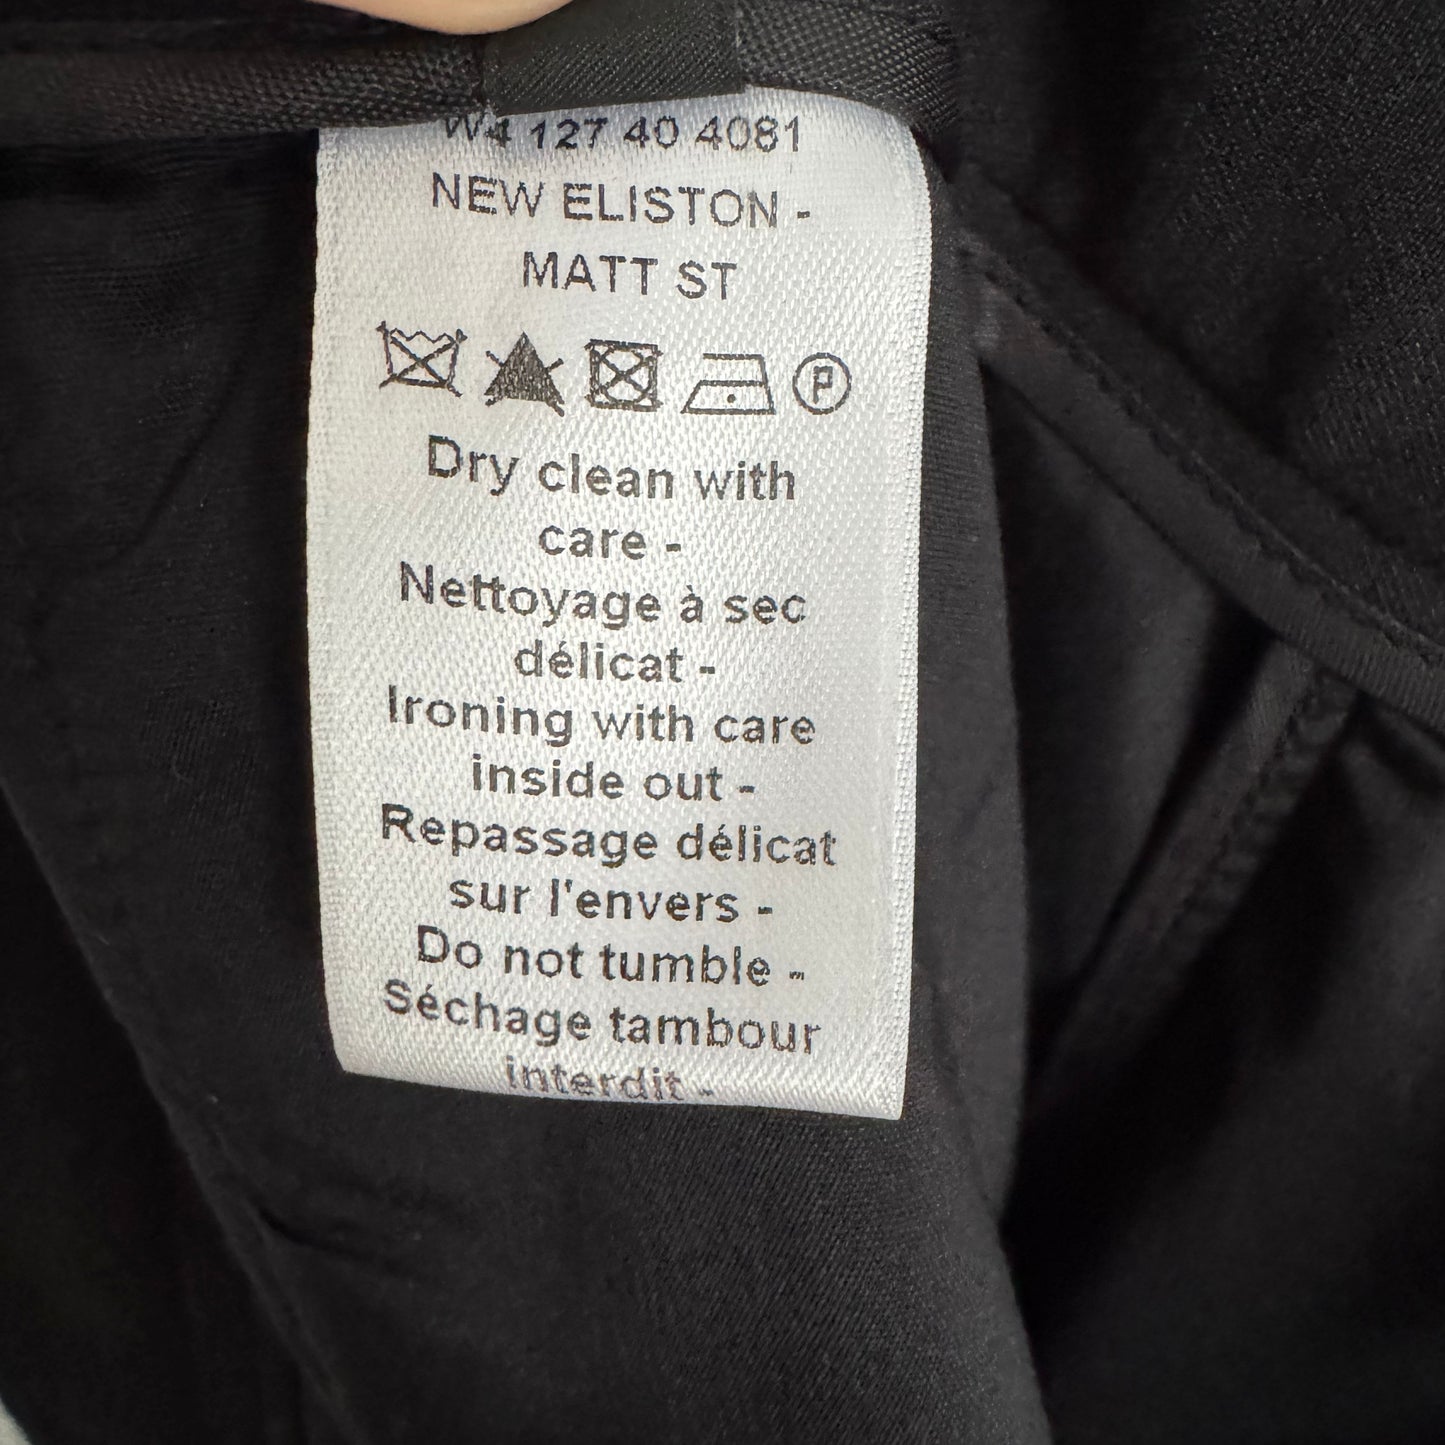 W4 127 40 4081
NEW ELISTON -
MATT ST
P
Dry clean with
care -
Nettoyage à sec
délicat -
Ironing with care
inside out -
Repassage délicat
sur l'envers -
Do not tumble -
Séchage tambour
interdit -